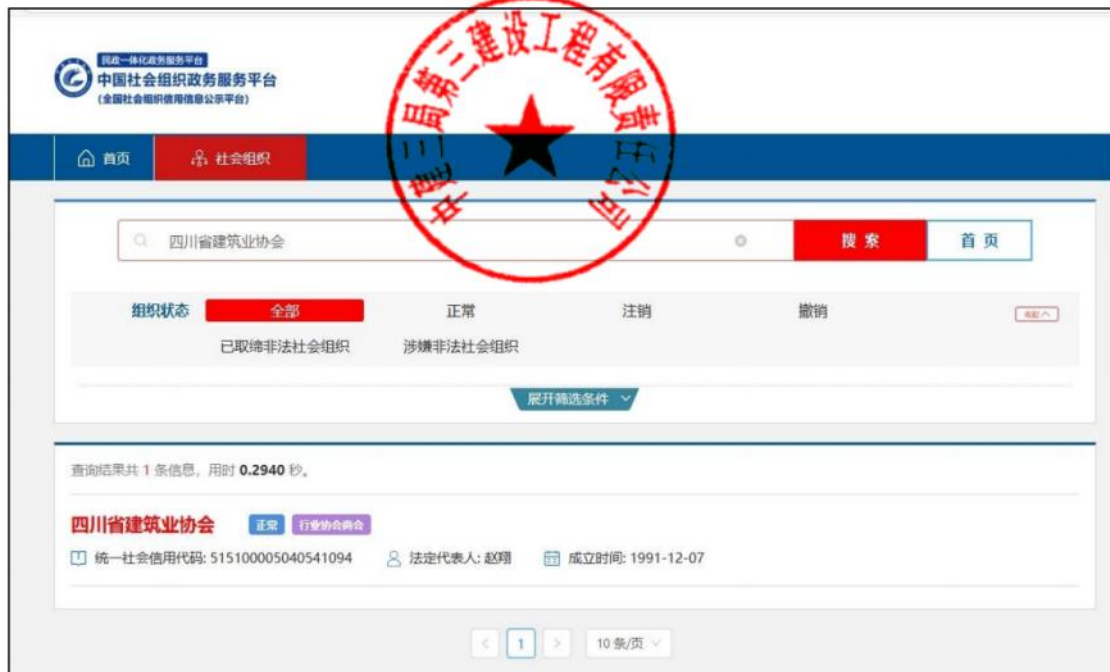 民政一体化政务服务平台
中国社会组织政务服务平台
(全国社会组织信用信息公示平台)
中建三局第三建设工程有限责任公司
首页 社会组织
四川省建筑业协会 搜索 首页
组织状态 全部 正常 注销 撤销 收起
已取缔非法社会组织 涉嫌非法社会组织
展开筛选条件
查询结果共 1 条信息，用时 0.2940 秒。
四川省建筑业协会 正常 行业协会商会
统一社会信用代码: 515100005040541094 法定代表人: 赵翔 成立时间: 1991-12-07
< 1 > 10 条/页